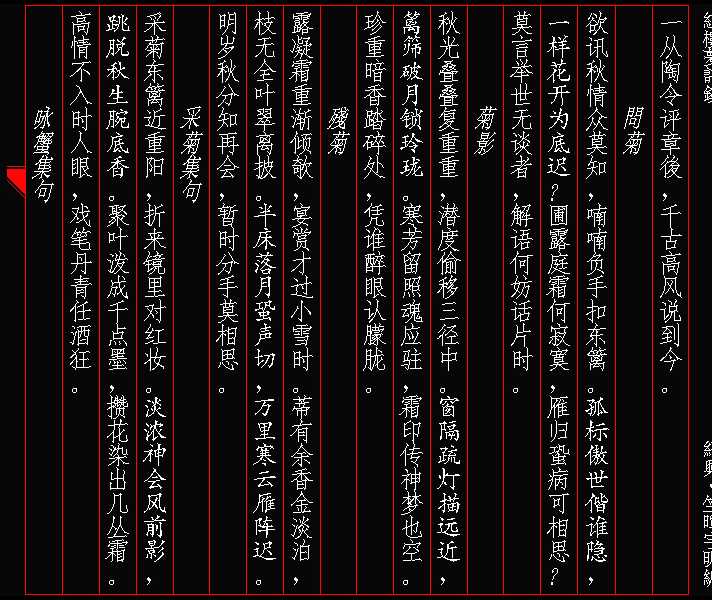 一从陶令评章後，千古高风说到今。
問菊
欲讯秋情众莫知，喃喃负手扣东篱。孤标傲世偕谁隐，
一样花开为底迟？圃露庭霜何寂寞，雁归蛩病可相思？
莫言举世无谈者，解语何妨话片时。
菊影
秋光叠叠复重重，潜度偷移三径中。窗隔疏灯描远近，
篱筛破月锁玲珑。寒芳留照魂应驻，霜印传神梦也空。
珍重暗香踏碎处，凭谁醉眼认朦胧。
殘菊
露凝霜重渐倾欹，宴赏才过小雪时。蒂有余香金淡泊，
枝无全叶翠离披。半床落月蛩声切，万里寒云雁阵迟。
明岁秋分知再会，暂时分手莫相思。
采菊集句
采菊东篱近重阳，折来镜里对红妆。淡浓神会风前影，
跳脱秋生腕底香。聚叶泼成千点墨，攒花染出几丛霜。
高情不入时人眼，戏笔丹青任酒狂。
咏蟹集句